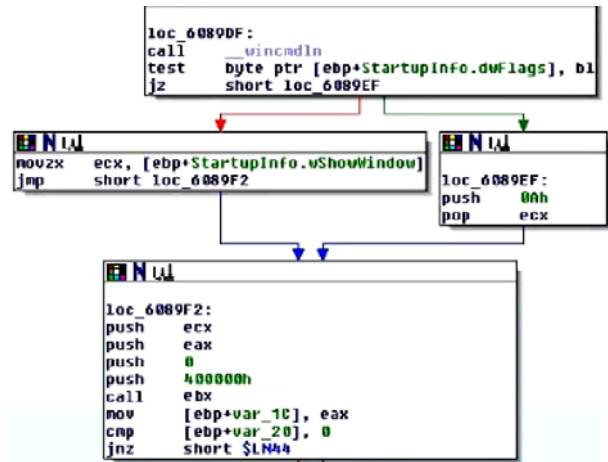 loc_6089DF:
call __wincmdln
test byte ptr [ebp+StartupInfo.dwFlags], bl
jz short loc_6089EF
movzx ecx, [ebp+StartupInfo.wShowWindow]
jmp short loc_6089F2
loc_6089EF:
push 0Ah
pop ecx
loc_6089F2:
push ecx
push eax
push 0
push 400000h
call ebx
mov [ebp+var_1C], eax
cmp [ebp+var_20], 0
jnz short $LN44